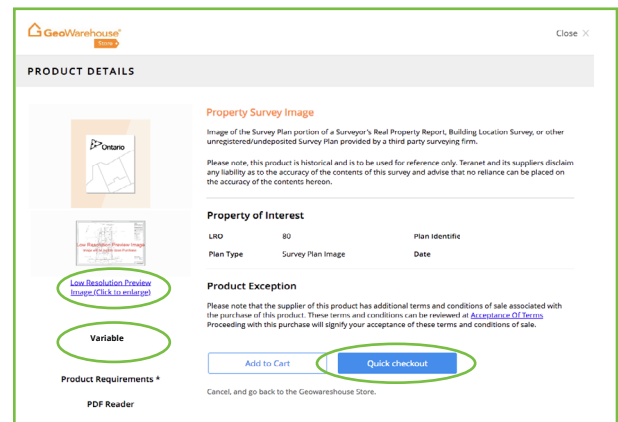 GeoWarehouse®
Store
Close ×
PRODUCT DETAILS
Ontario
Low Resolution Preview Image
Low Resolution Preview
Image (Click to enlarge)
Variable
Product Requirements *
PDF Reader
Property Survey Image
Image of the Survey Plan portion of a Surveyor's Real Property Report, Building Location Survey, or other
unregistered/undeposited Survey Plan provided by a third party surveying firm.
Please note, this product is historical and is to be used for reference only. Teranet and its suppliers disclaim
any liability as to the accuracy of the contents of this survey and advise that no reliance can be placed on
the accuracy of the contents hereon.
Property of Interest
LRO 80 Plan Identifie
Plan Type Survey Plan Image Date
Product Exception
Please note that the supplier of this product has additional terms and conditions of sale associated with
the purchase of this product. These terms and conditions can be reviewed at Acceptance Of Terms
Proceeding with this purchase will signify your acceptance of these terms and conditions of sale.
Add to Cart Quick checkout
Cancel, and go back to the Geowareshouse Store.